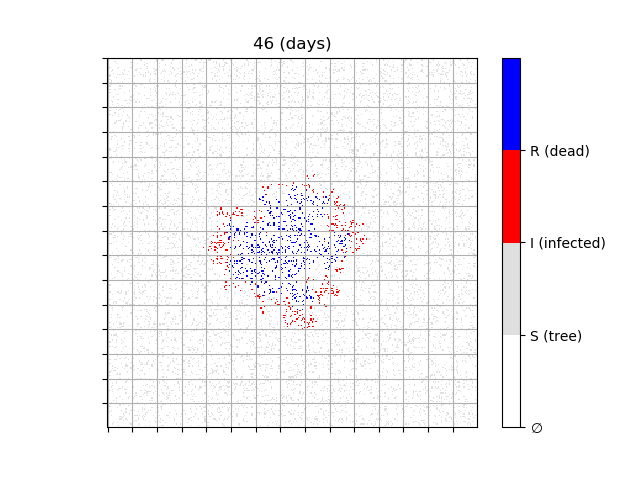 46 (days)
R (dead)
I (infected)
S (tree)
∅